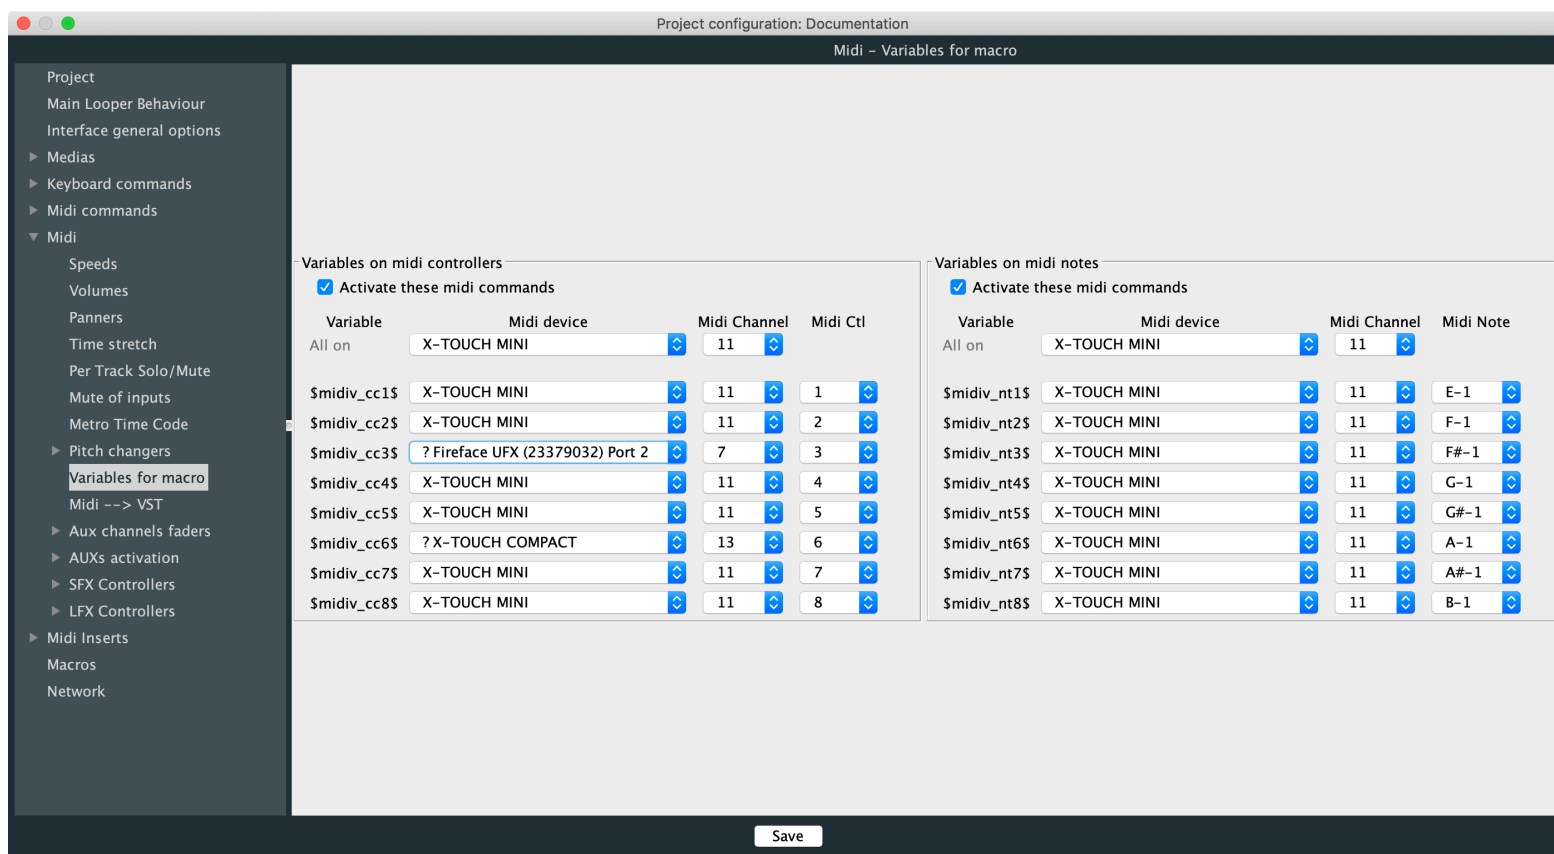 Project configuration: Documentation
Midi – Variables for macro
Project
Main Looper Behaviour
Interface general options
Medias
Keyboard commands
Midi commands
Midi
Speeds
Volumes
Panners
Time stretch
Per Track Solo/Mute
Mute of inputs
Metro Time Code
Pitch changers
Variables for macro
Midi --> VST
Aux channels faders
AUXs activation
SFX Controllers
LFX Controllers
Midi Inserts
Macros
Network
Variables on midi controllers
Activate these midi commands
Variable Midi device Midi Channel Midi Ctl
All on X-TOUCH MINI 11
$midiv_cc1$ X-TOUCH MINI 11 1
$midiv_cc2$ X-TOUCH MINI 11 2
$midiv_cc3$ ? Fireface UFX (23379032) Port 2 7 3
$midiv_cc4$ X-TOUCH MINI 11 4
$midiv_cc5$ X-TOUCH MINI 11 5
$midiv_cc6$ ? X-TOUCH COMPACT 13 6
$midiv_cc7$ X-TOUCH MINI 11 7
$midiv_cc8$ X-TOUCH MINI 11 8
Variables on midi notes
Activate these midi commands
Variable Midi device Midi Channel Midi Note
All on X-TOUCH MINI 11
$midiv_nt1$ X-TOUCH MINI 11 E-1
$midiv_nt2$ X-TOUCH MINI 11 F-1
$midiv_nt3$ X-TOUCH MINI 11 F#-1
$midiv_nt4$ X-TOUCH MINI 11 G-1
$midiv_nt5$ X-TOUCH MINI 11 G#-1
$midiv_nt6$ X-TOUCH MINI 11 A-1
$midiv_nt7$ X-TOUCH MINI 11 A#-1
$midiv_nt8$ X-TOUCH MINI 11 B-1
Save